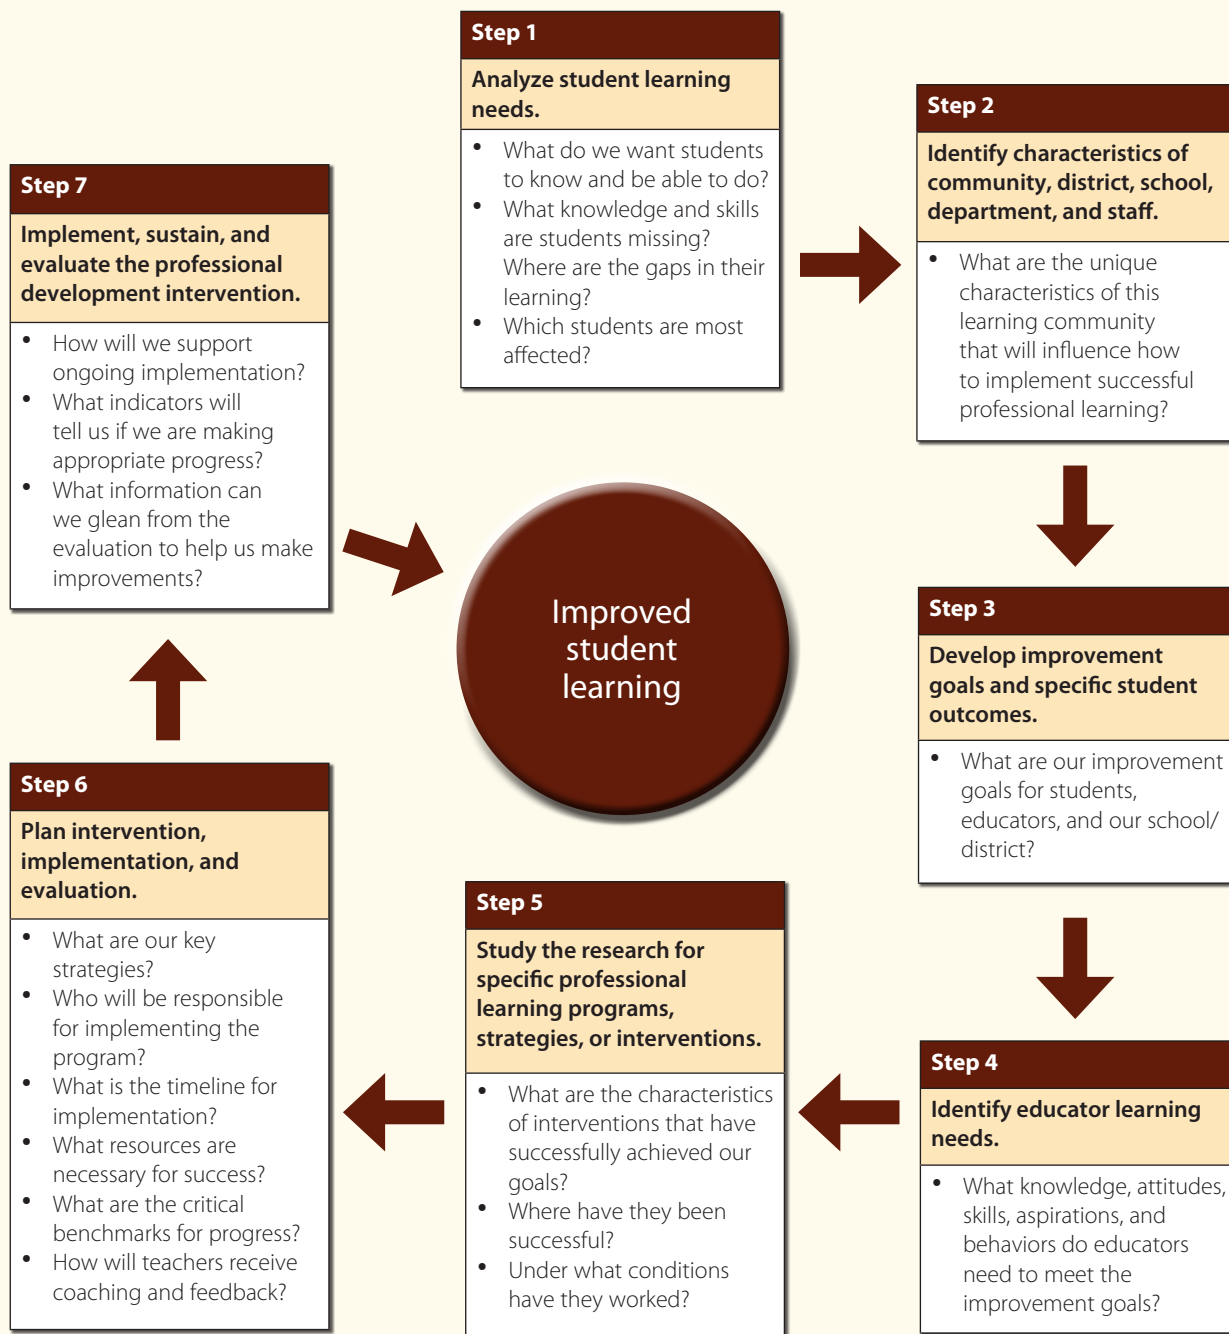 Step 1
Analyze student learning
needs.
• What do we want students
to know and be able to do?
• What knowledge and skills
are students missing?
Where are the gaps in their
learning?
• Which students are most
affected?
Step 2
Identify characteristics of
community, district, school,
department, and staff.
• What are the unique
characteristics of this
learning community
that will influence how
to implement successful
professional learning?
Step 3
Develop improvement
goals and specific student
outcomes.
• What are our improvement
goals for students,
educators, and our school/
district?
Step 4
Identify educator learning
needs.
• What knowledge, attitudes,
skills, aspirations, and
behaviors do educators
need to meet the
improvement goals?
Step 5
Study the research for
specific professional
learning programs,
strategies, or interventions.
• What are the characteristics
of interventions that have
successfully achieved our
goals?
• Where have they been
successful?
• Under what conditions
have they worked?
Step 6
Plan intervention,
implementation, and
evaluation.
• What are our key
strategies?
• Who will be responsible
for implementing the
program?
• What is the timeline for
implementation?
• What resources are
necessary for success?
• What are the critical
benchmarks for progress?
• How will teachers receive
coaching and feedback?
Step 7
Implement, sustain, and
evaluate the professional
development intervention.
• How will we support
ongoing implementation?
• What indicators will
tell us if we are making
appropriate progress?
• What information can
we glean from the
evaluation to help us make
improvements?
Improved
student
learning